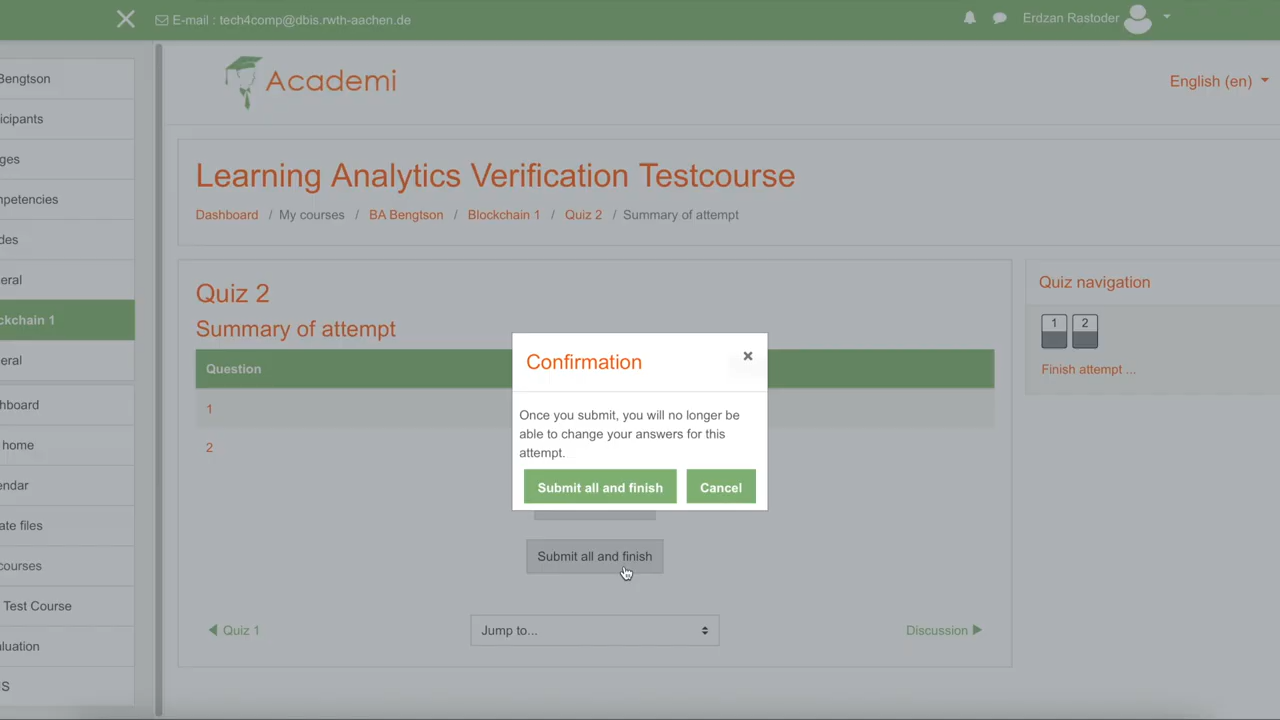 E-mail : tech4comp@dbis.rwth-aachen.de
Erdzan Rastoder
Academi
English (en)
Bengtson
icipants
ges
mpetencies
des
eral
ckchain 1
eral
hboard
home
endar
ate files
courses
Test Course
luation
S
Learning Analytics Verification Testcourse
Dashboard / My courses / BA Bengtson / Blockchain 1 / Quiz 2 / Summary of attempt
Quiz 2
Summary of attempt
Question
1
2
Confirmation
×
Once you submit, you will no longer be
able to change your answers for this
attempt.
Submit all and finish
Cancel
Submit all and finish
Quiz 1
Jump to...
Discussion
Quiz navigation
1 2
Finish attempt ...